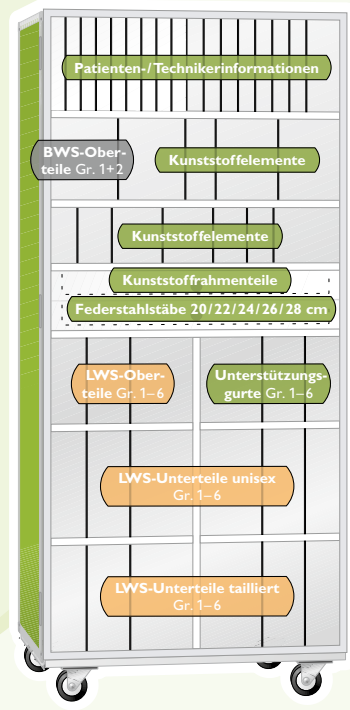 Patienten-/Technikerinformationen
BWS-Ober-
teile Gr. 1+2
Kunststoffelemente
Kunststoffelemente
Kunststoffrahmenteile
Federstahlstäbe 20/22/24/26/28 cm
LWS-Ober-
teile Gr. 1–6
Unterstützungs-
gurte Gr. 1–6
LWS-Unterteile unisex
Gr. 1–6
LWS-Unterteile tailliert
Gr. 1–6